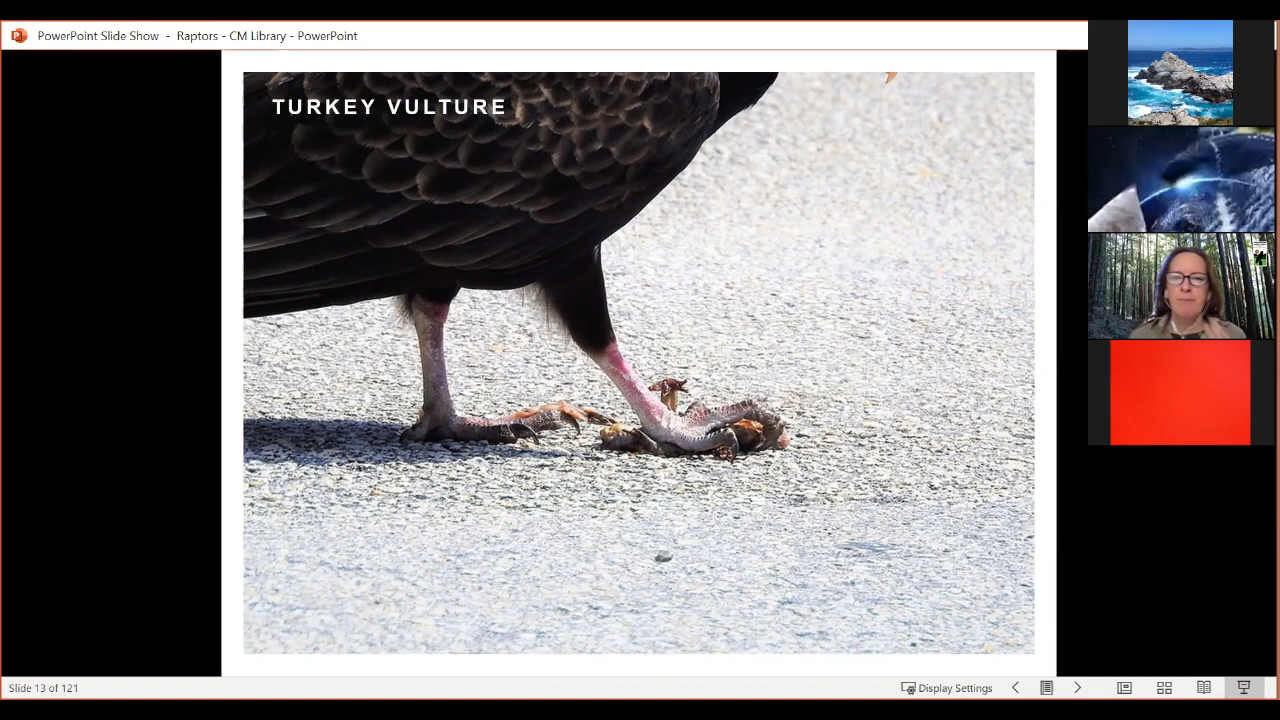 PowerPoint Slide Show - Raptors - CM Library - PowerPoint
TURKEY VULTURE
Slide 13 of 121
Display Settings